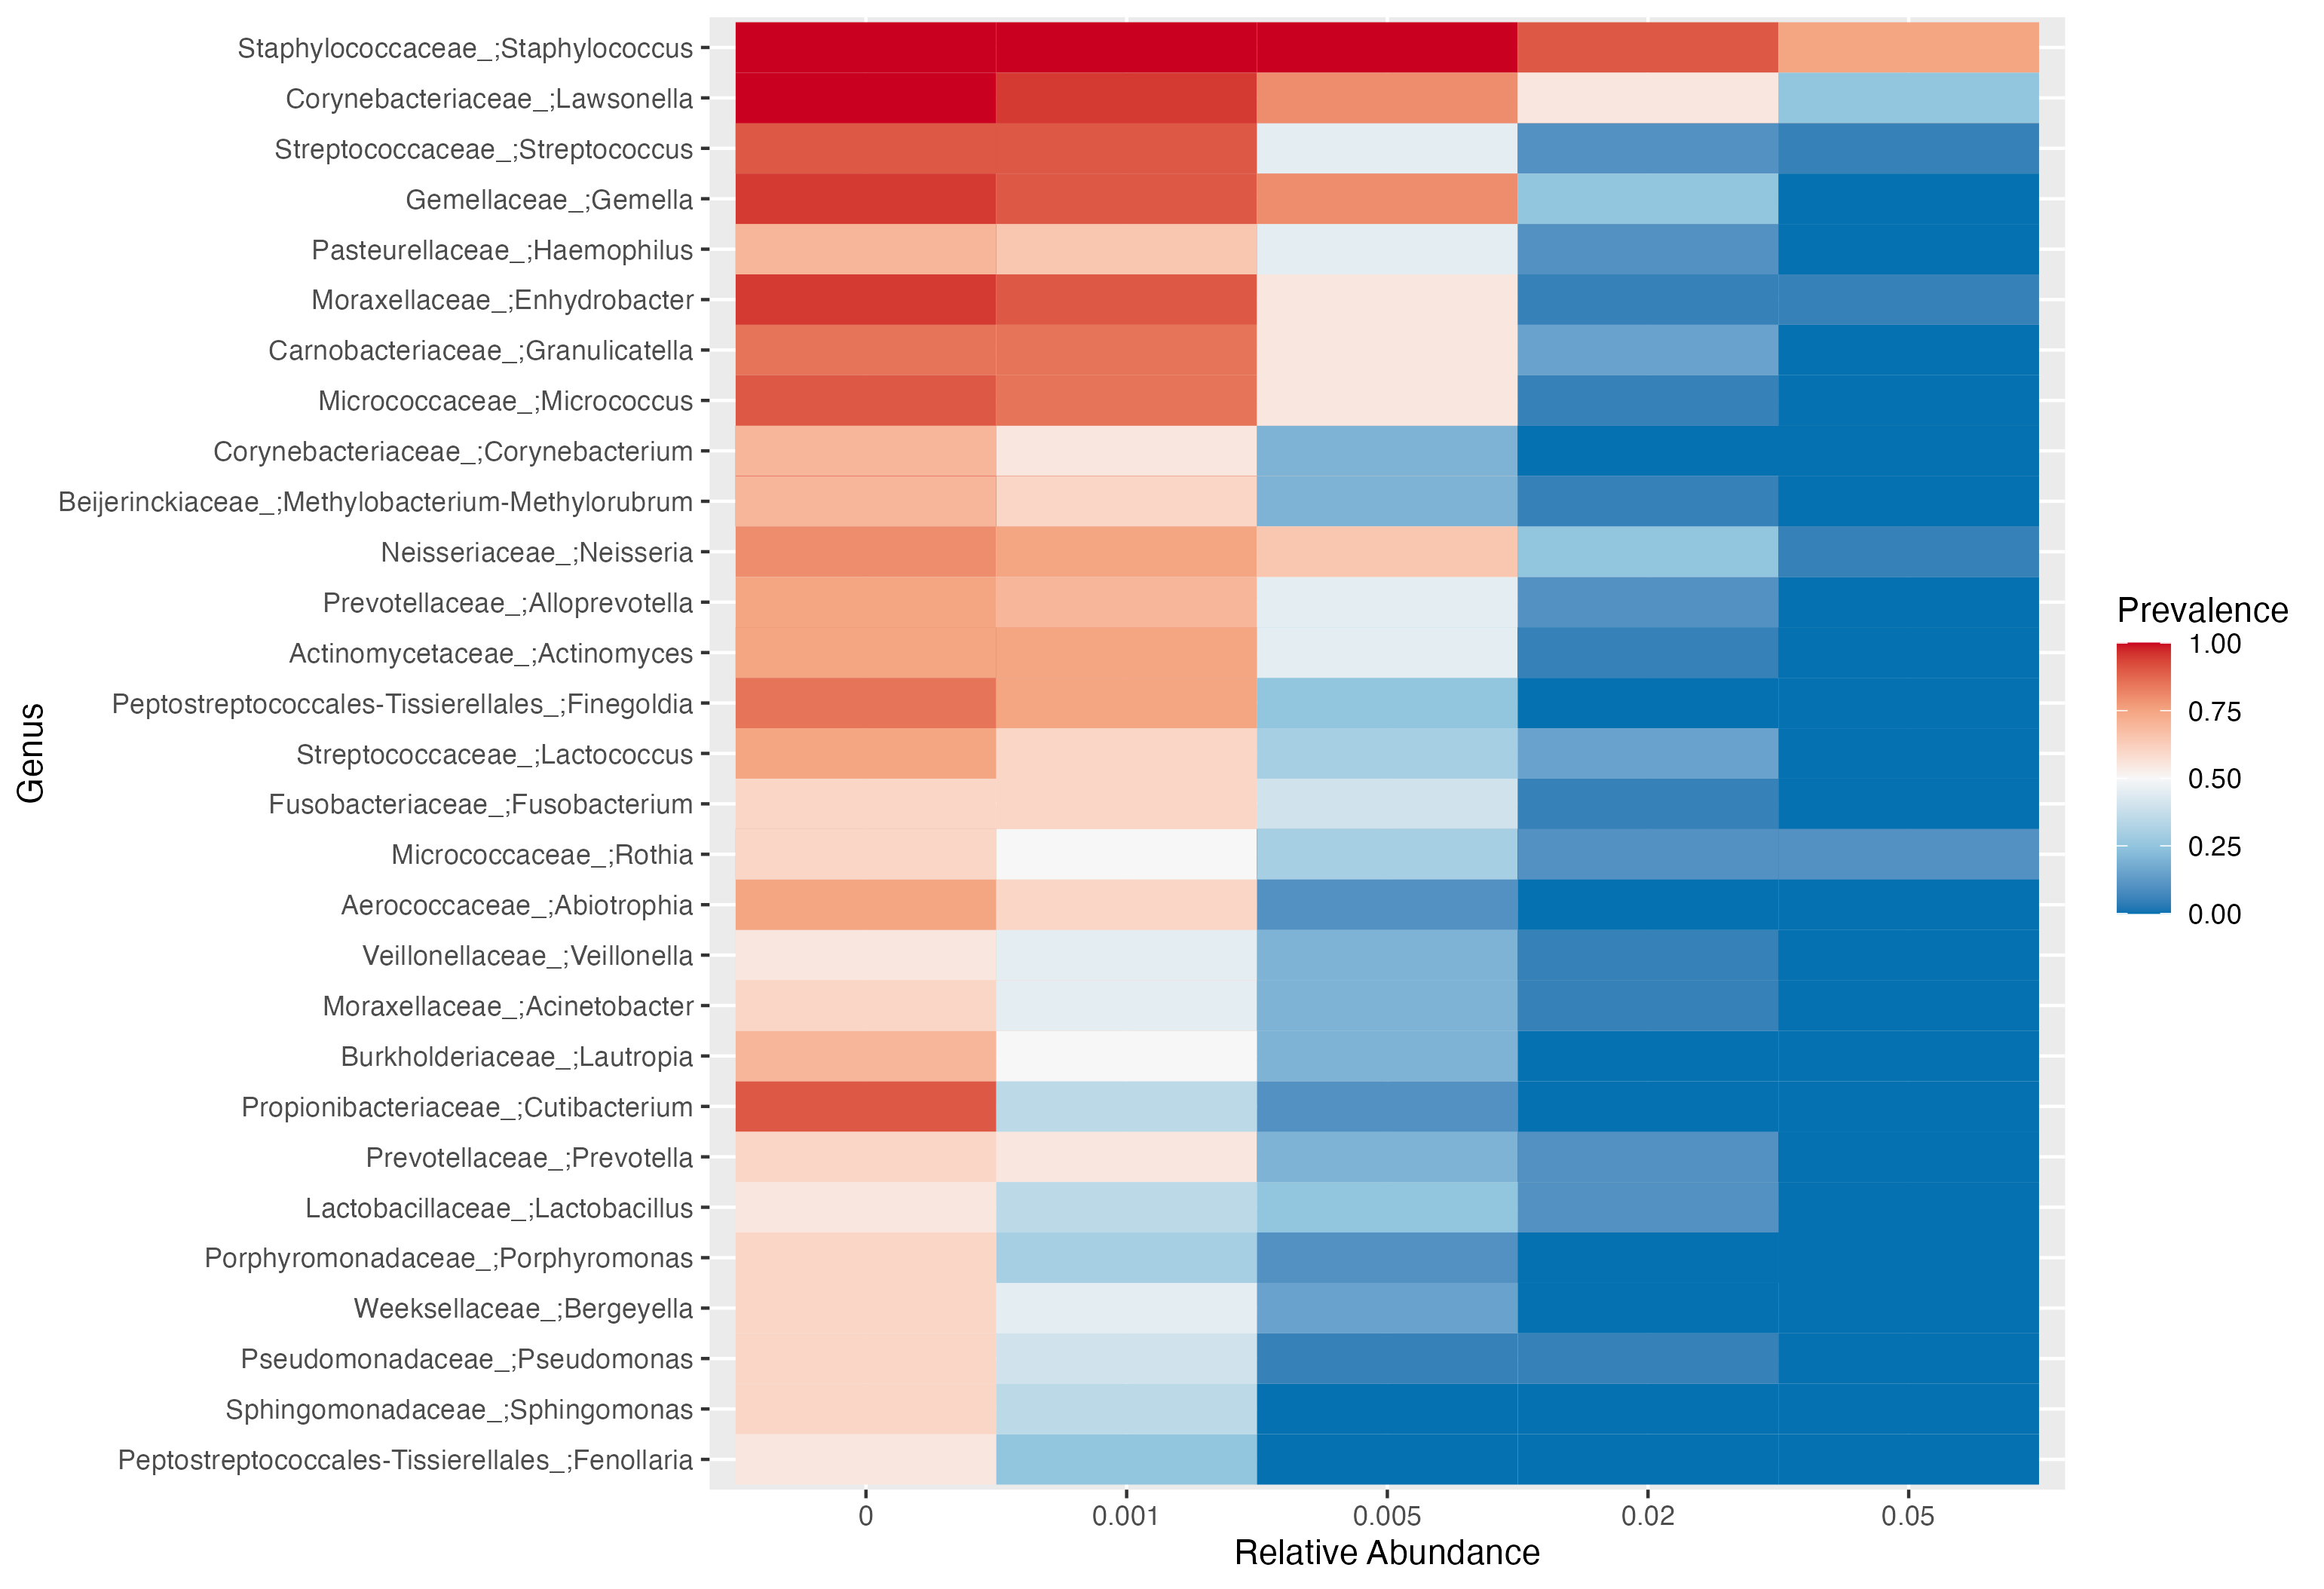 Staphylococcaceae_;Staphylococcus
Corynebacteriaceae_;Lawsonella
Streptococcaceae_;Streptococcus
Gemellaceae_;Gemella
Pasteurellaceae_;Haemophilus
Moraxellaceae_;Enhydrobacter
Carnobacteriaceae_;Granulicatella
Micrococcaceae_;Micrococcus
Corynebacteriaceae_;Corynebacterium
Beijerinckiaceae_;Methylobacterium-Methylorubrum
Neisseriaceae_;Neisseria
Prevotellaceae_;Alloprevotella
Actinomycetaceae_;Actinomyces
Peptostreptococcales-Tissierellales_;Finegoldia
Streptococcaceae_;Lactococcus
Fusobacteriaceae_;Fusobacterium
Micrococcaceae_;Rothia
Aerococcaceae_;Abiotrophia
Veillonellaceae_;Veillonella
Moraxellaceae_;Acinetobacter
Burkholderiaceae_;Lautropia
Propionibacteriaceae_;Cutibacterium
Prevotellaceae_;Prevotella
Lactobacillaceae_;Lactobacillus
Porphyromonadaceae_;Porphyromonas
Weeksellaceae_;Bergeyella
Pseudomonadaceae_;Pseudomonas
Sphingomonadaceae_;Sphingomonas
Peptostreptococcales-Tissierellales_;Fenollaria
Genus
0 0.001 0.005 0.02 0.05
Relative Abundance
Prevalence
1.00
0.75
0.50
0.25
0.00